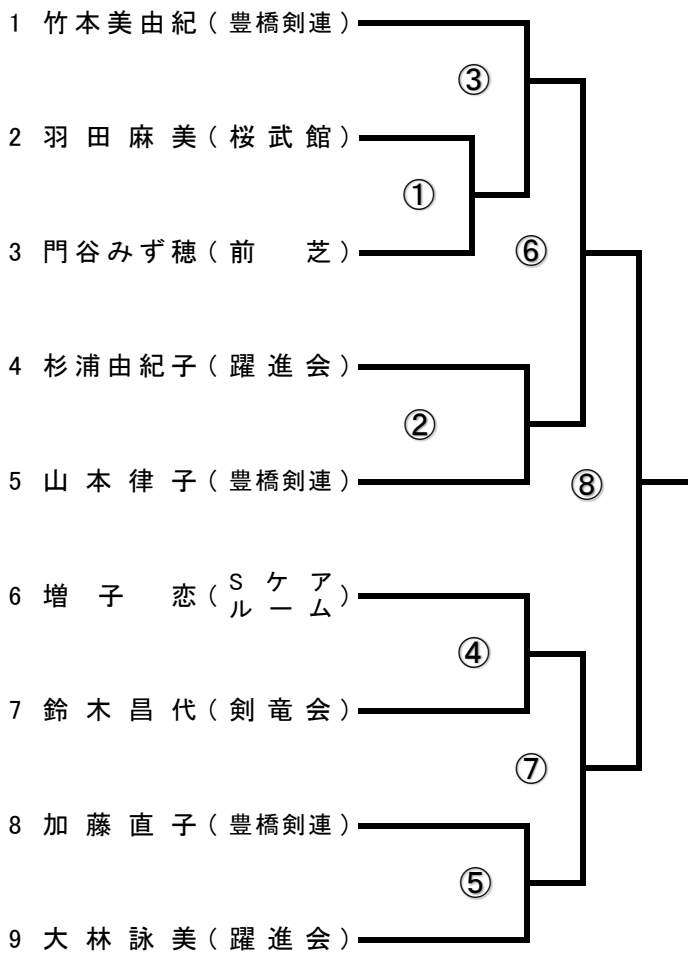 1 竹本美由紀(豊橋剣連)
③
2 羽田麻美(桜武館)
①
3 門谷みず穂(前 芝)
⑥
4 杉浦由紀子(躍進会)
②
5 山本律子(豊橋剣連)
⑧
6 増子 恋(Sケアルーム)
④
7 鈴木昌代(剣竜会)
⑦
8 加藤直子(豊橋剣連)
⑤
9 大林詠美(躍進会)